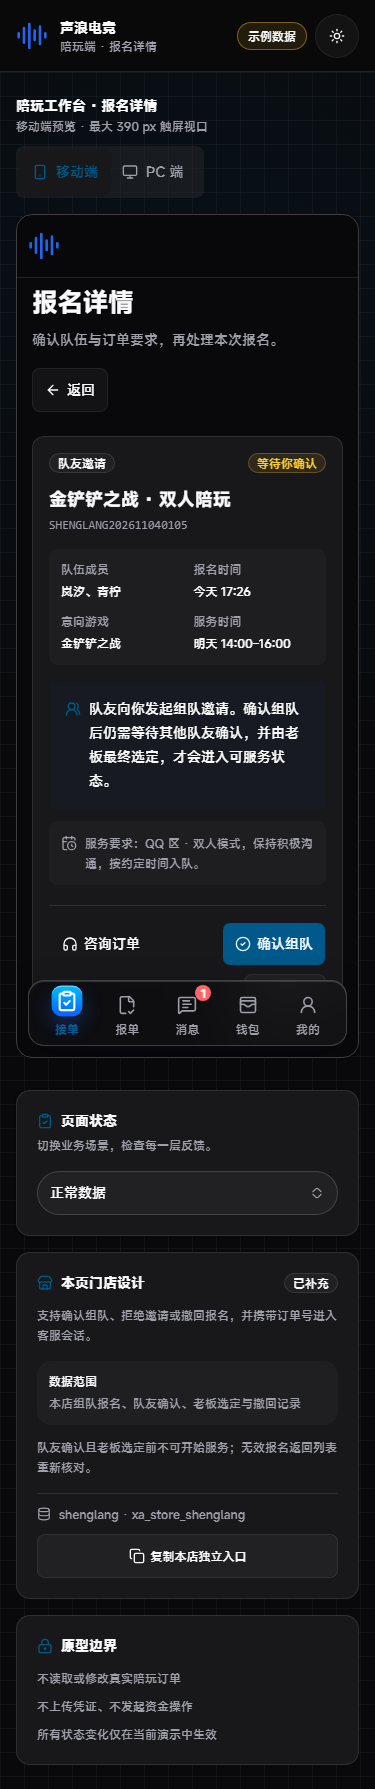 声浪电竞
陪玩端 · 报名详情
示例数据
陪玩工作台 · 报名详情
移动端预览 · 最大 390 px 触屏视口
移动端
PC 端
报名详情
确认队伍与订单要求，再处理本次报名。
返回
队友邀请
等待你确认
金铲铲之战 · 双人陪玩
SHENGLANG202611040105
队伍成员
报名时间
岚汐、青柠
今天 17:26
意向游戏
服务时间
金铲铲之战
明天 14:00–16:00
队友向你发起组队邀请。确认组队
后仍需等待其他队友确认，并由老
板最终选定，才会进入可服务状
态。
服务要求：QQ 区 · 双人模式，保持积极沟
通，按约定时间入队。
咨询订单
确认组队
接单
报单
1
消息
钱包
我的
页面状态
切换业务场景，检查每一层反馈。
正常数据
本页门店设计
已补充
支持确认组队、拒绝邀请或撤回报名，并携带订单号进入
客服会话。
数据范围
本店组队报名、队友确认、老板选定与撤回记录
队友确认且老板选定前不可开始服务；无效报名返回列表
重新核对。
shenglang · xa_store_shenglang
复制本店独立入口
原型边界
不读取或修改真实陪玩订单
不上传凭证、不发起资金操作
所有状态变化仅在当前演示中生效